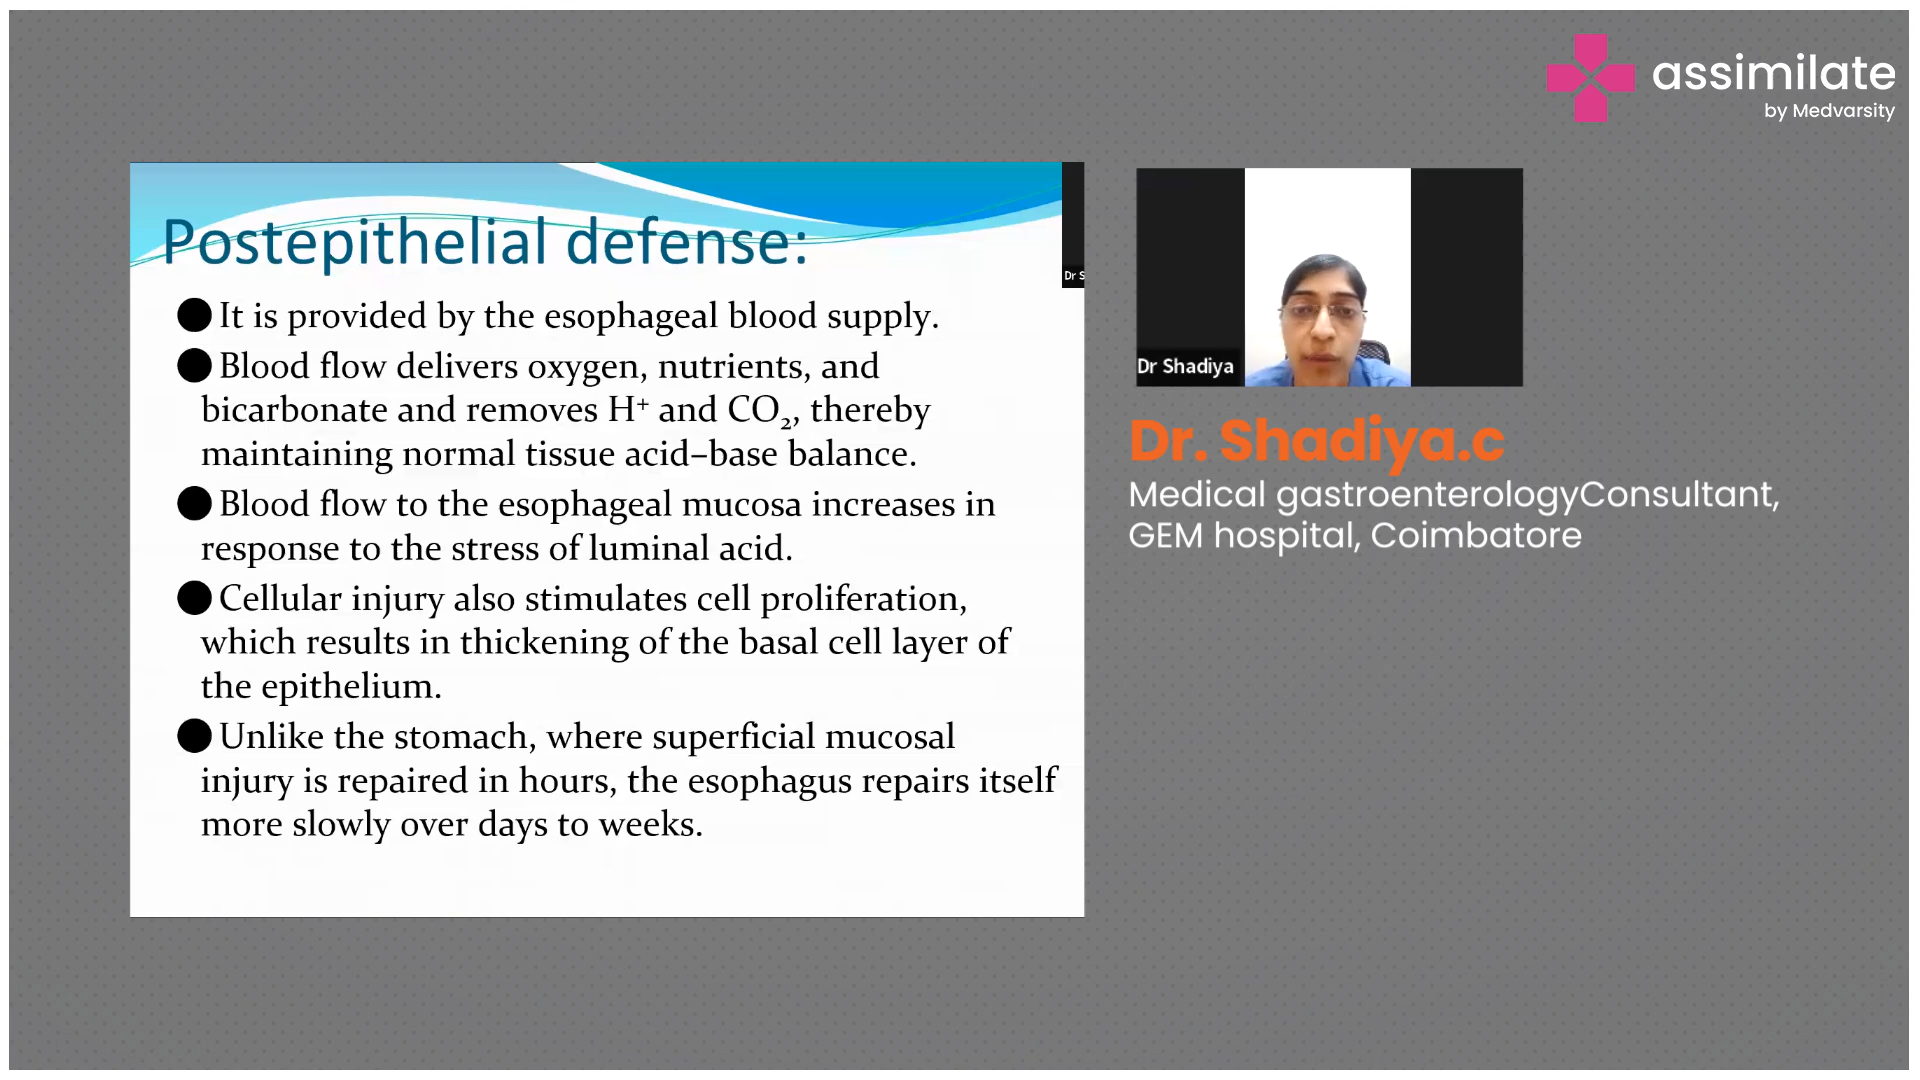 assimilate
by Medvarsity
Postepithelial defense:
● It is provided by the esophageal blood supply.
● Blood flow delivers oxygen, nutrients, and
bicarbonate and removes H⁺ and CO₂, thereby
maintaining normal tissue acid–base balance.
● Blood flow to the esophageal mucosa increases in
response to the stress of luminal acid.
● Cellular injury also stimulates cell proliferation,
which results in thickening of the basal cell layer of
the epithelium.
● Unlike the stomach, where superficial mucosal
injury is repaired in hours, the esophagus repairs itself
more slowly over days to weeks.
Dr S
Dr Shadiya
Dr. Shadiya.c
Medical gastroenterologyConsultant,
GEM hospital, Coimbatore